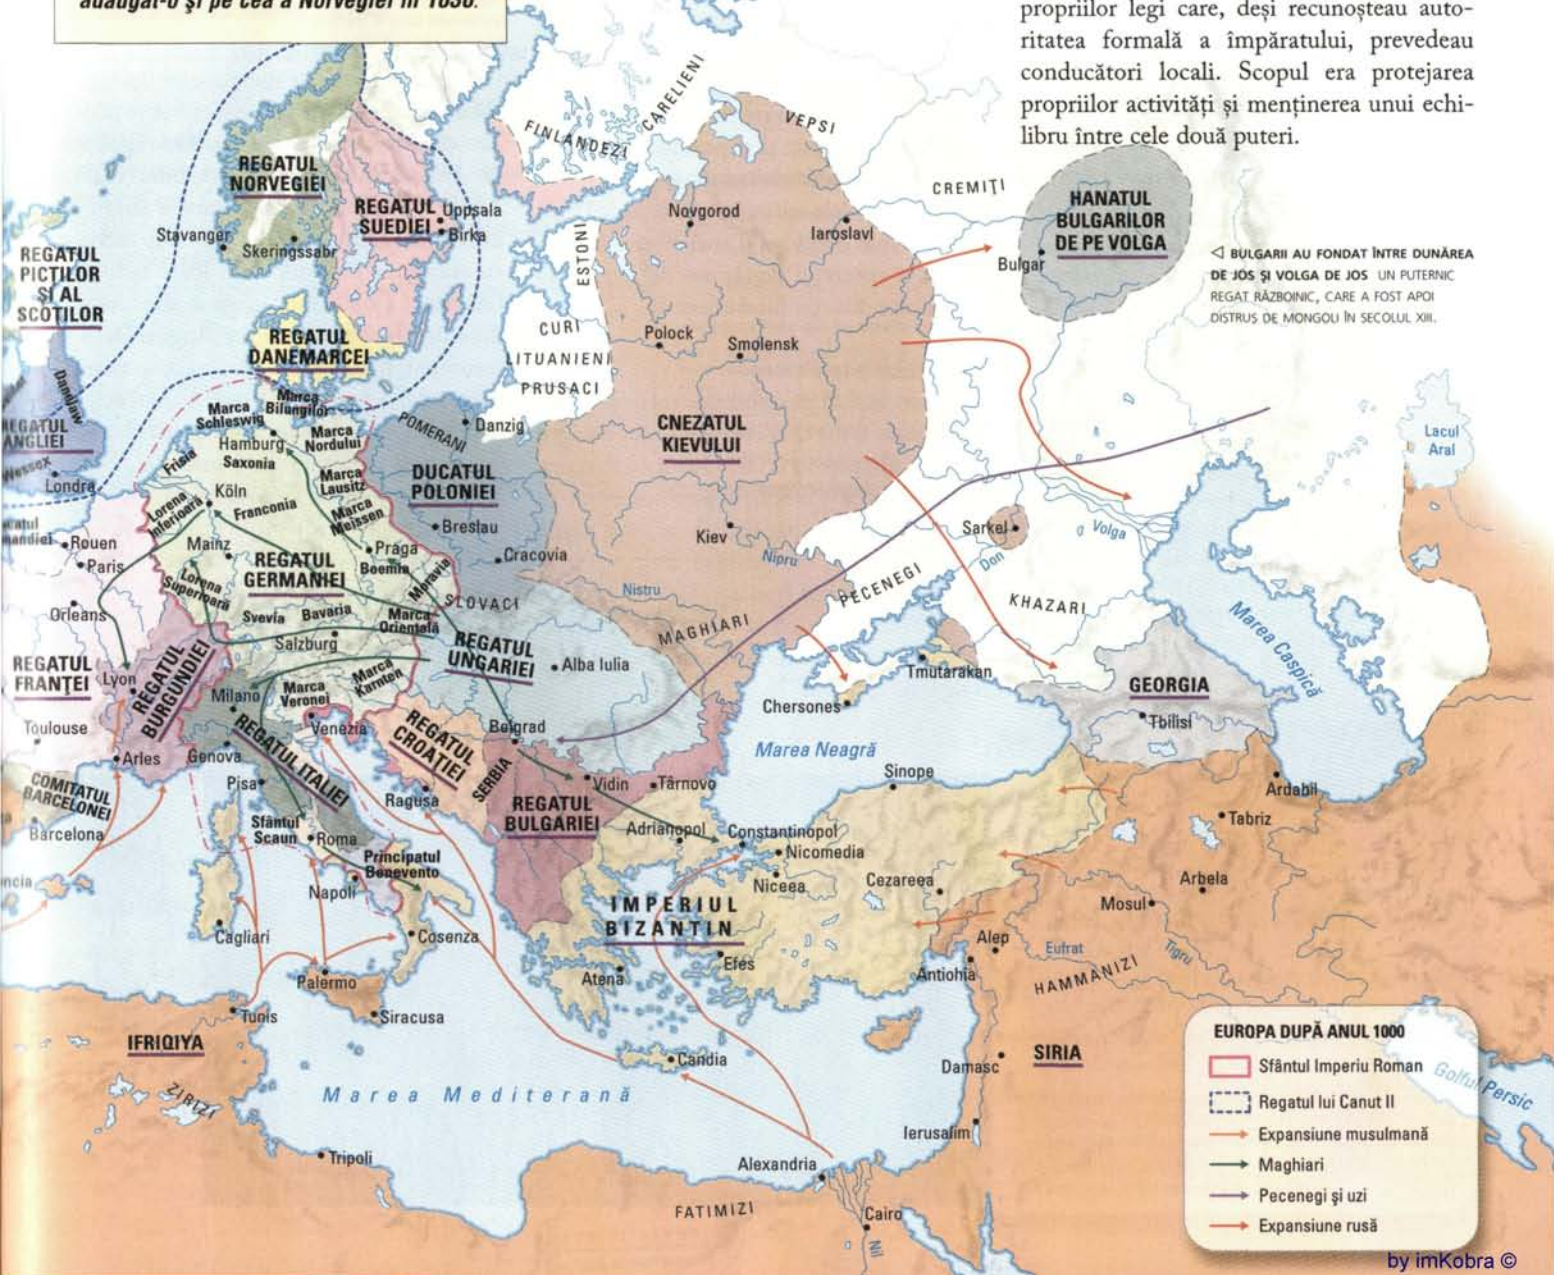 adăugat-o și pe cea a Norvegiei în 1030.
propriilor legi care, deși recunoșteau auto-
ritatea formală a împăratului, prevedeau
conducători locali. Scopul era protejarea
propriilor activități și menținerea unui echi-
libru între cele două puteri.
FINLANDEZI
CARELIENI
VEPSI
REGATUL
NORVEGIEI
Stavanger
Skeringssabr
REGATUL
SUEDIEI
Uppsala
Birka
ESTONI
Novgorod
Iaroslavl
CREMIȚI
HANATUL
BULGARILOR
DE PE VOLGA
Bulgar
◁ BULGARII AU FONDAT ÎNTRE DUNĂREA
DE JOS ȘI VOLGA DE JOS UN PUTERNIC
REGAT RĂZBOINIC, CARE A FOST APOI
DISTRUS DE MONGOLI ÎN SECOLUL XIII.
REGATUL
PICȚILOR
ȘI AL
SCOȚILOR
REGATUL
DANEMARCEI
CURI
LITUANIENI
PRUSACI
Polock
Smolensk
Danelaw
EGATUL
ANGLIEI
Wessex
Londra
Marca
Schleswig
Marca
Bilungilor
Hamburg
Marca
Nordului
Frisia
Saxonia
Marca
Lausitz
POMERANI
Danzig
DUCATUL
POLONIEI
Breslau
Cracovia
CNEZATUL
KIEVULUI
Kiev
Nipru
Nistru
Lacul
Aral
Sarkel
Volga
Don
PECENEGI
KHAZARI
Rouen
Paris
Orleans
Lorena
Inferioară
Köln
Franconia
Marca
Meissen
Mainz
Praga
Boemia
Moravia
REGATUL
GERMANIEI
Lorena
Superioară
Svevia
Bavaria
Marca
Orientală
Salzburg
SLOVACI
MAGHIARI
REGATUL
UNGARIEI
Alba Iulia
REGATUL
FRANȚEI
Lyon
REGATUL
BURGUNDIEI
Milano
Marca
Veronei
Marca
Karnten
Veneția
Toulouse
Arles
Genova
REGATUL ITALIEI
REGATUL
CROAȚIEI
Belgrad
SERBIA
REGATUL
BULGARIEI
Vidin
Târnovo
Chersones
Tmutarakan
GEORGIA
Tbilisi
Marea Caspică
Marea Neagră
COMITATUL
BARCELONEI
Barcelona
Pisa
Ragusa
Sfântul
Scaun
Roma
Principatul
Benevento
Napoli
Adrianopol
Constantinopol
Nicomedia
Niceea
Sinope
Cezareea
Ardabil
Tabriz
Arbela
Mosul
Cagliari
Cosenza
IMPERIUL
BIZANTIN
Efes
Atena
Alep
Eufrat
Tigru
Antiohia
HAMMANIZI
Palermo
Siracusa
Tunis
IFRIQIYA
ZIRIZI
Candia
Damasc
SIRIA
Marea Mediterană
Ierusalim
Tripoli
Alexandria
FATIMIZI
Cairo
Nil
Golful Persic
EUROPA DUPĂ ANUL 1000
Sfântul Imperiu Roman
Regatul lui Canut II
Expansiune musulmană
Maghiari
Pecenegi și uzi
Expansiune rusă
by imKobra ©